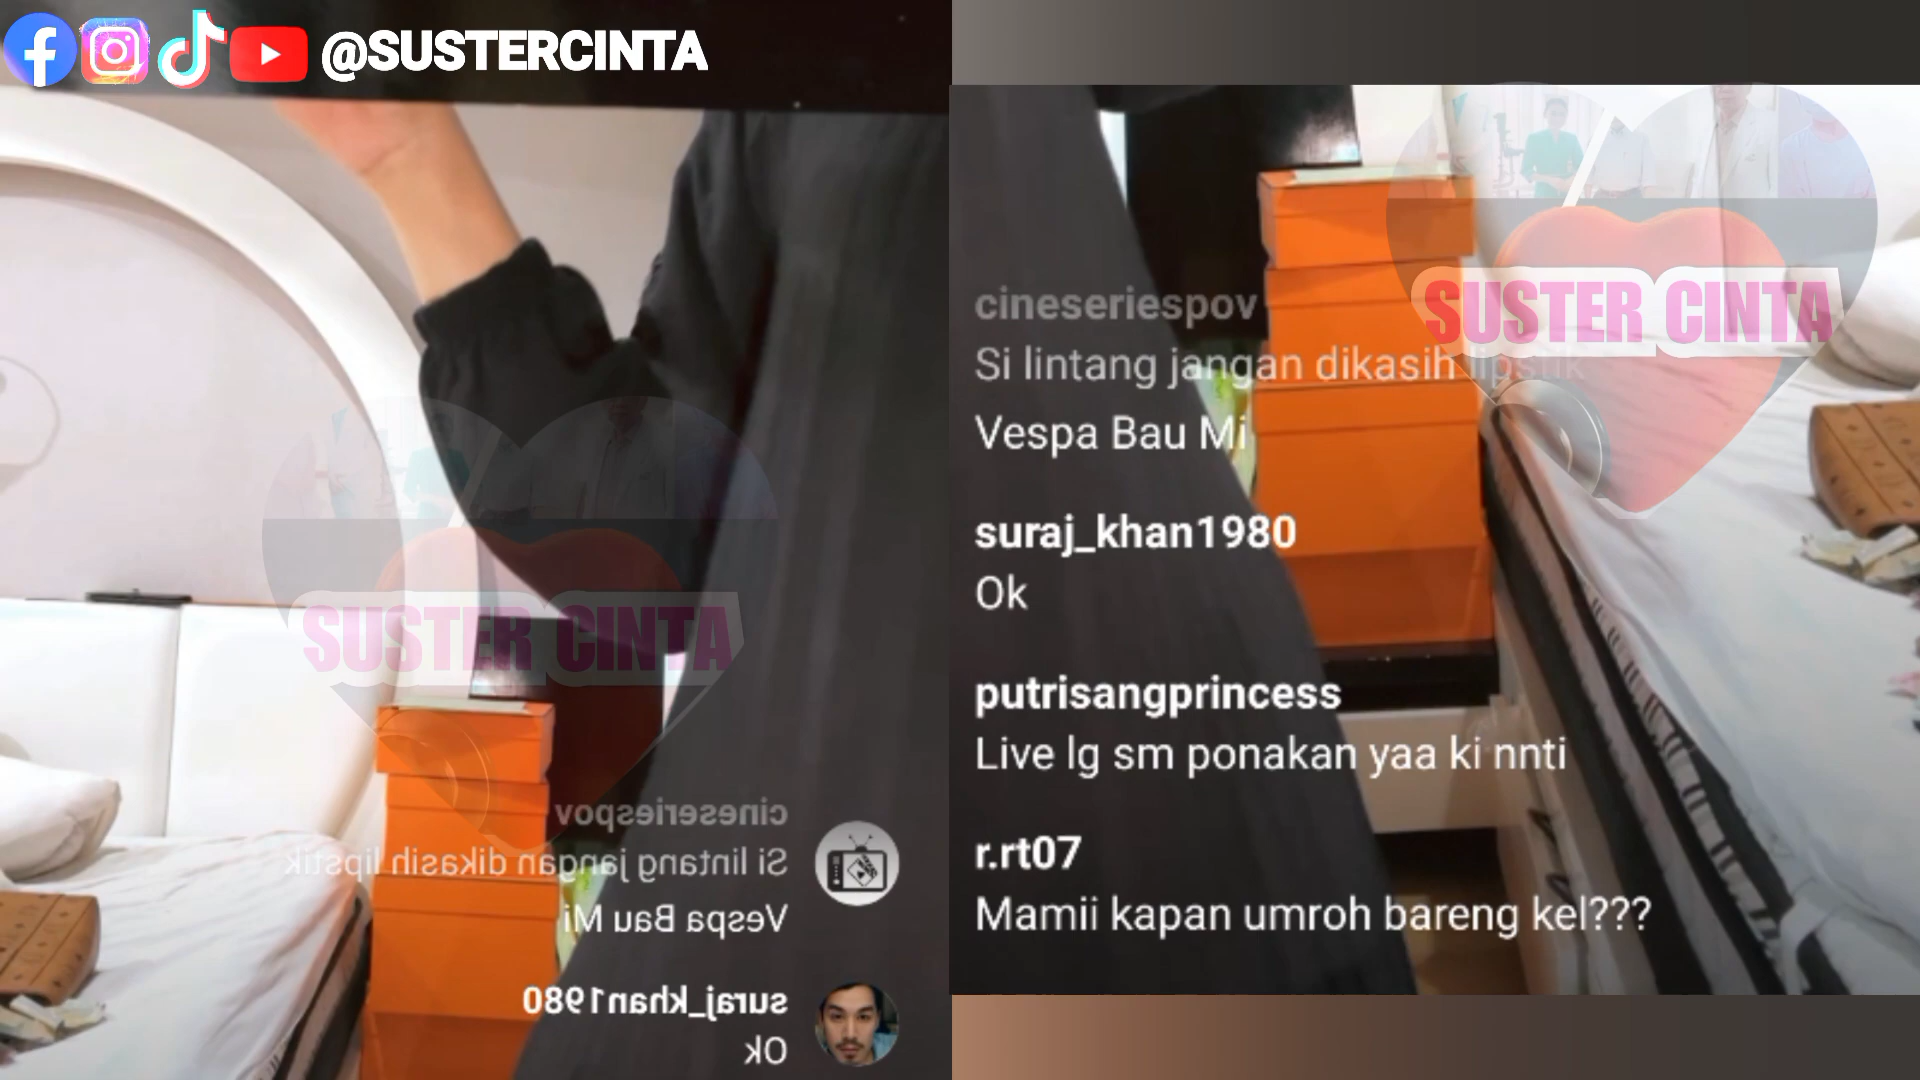 @SUSTERCINTA
SUSTER CINTA
cineseriespov
Si lintang jangan dikasih lipstik
Vespa Bau Mi
suraj_khan1980
Ok
SUSTER CINTA
cineseriespov
Si lintang jangan dikasih lipstik
Vespa Bau Mi
suraj_khan1980
Ok
putrisangprincess
Live lg sm ponakan yaa ki nnti
r.rt07
Mamii kapan umroh bareng kel???